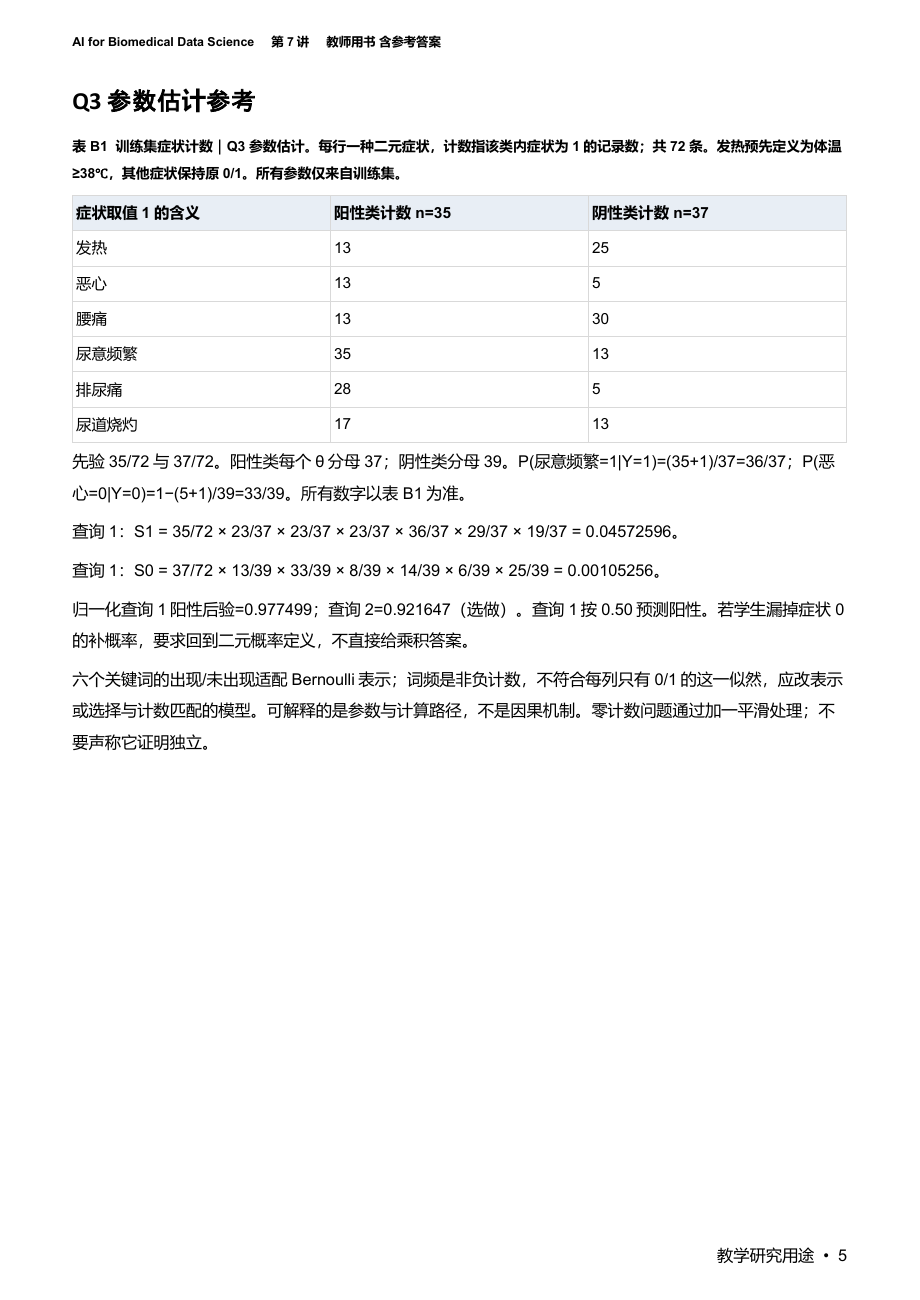 AI for Biomedical Data Science 第 7 讲 教师用书 含参考答案
Q3 参数估计参考
表 B1 训练集症状计数｜Q3 参数估计。每行一种二元症状，计数指该类内症状为 1 的记录数；共 72 条。发热预先定义为体温
≥38℃，其他症状保持原 0/1。所有参数仅来自训练集。
症状取值 1 的含义 阳性类计数 n=35 阴性类计数 n=37
发热 13 25
恶心 13 5
腰痛 13 30
尿意频繁 35 13
排尿痛 28 5
尿道烧灼 17 13
先验 35/72 与 37/72。阳性类每个 θ 分母 37；阴性类分母 39。P(尿意频繁=1|Y=1)=(35+1)/37=36/37；P(恶
心=0|Y=0)=1−(5+1)/39=33/39。所有数字以表 B1 为准。
查询 1：S1 = 35/72 × 23/37 × 23/37 × 23/37 × 36/37 × 29/37 × 19/37 = 0.04572596。
查询 1：S0 = 37/72 × 13/39 × 33/39 × 8/39 × 14/39 × 6/39 × 25/39 = 0.00105256。
归一化查询 1 阳性后验=0.977499；查询 2=0.921647（选做）。查询 1 按 0.50 预测阳性。若学生漏掉症状 0
的补概率，要求回到二元概率定义，不直接给乘积答案。
六个关键词的出现/未出现适配 Bernoulli 表示；词频是非负计数，不符合每列只有 0/1 的这一似然，应改表示
或选择与计数匹配的模型。可解释的是参数与计算路径，不是因果机制。零计数问题通过加一平滑处理；不
要声称它证明独立。
教学研究用途 • 5